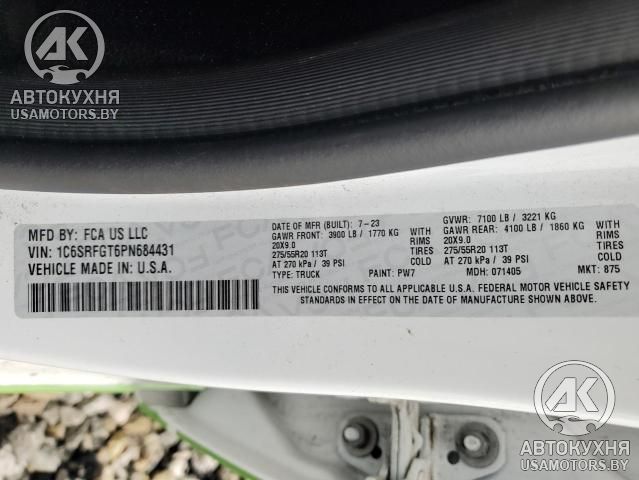 АК
АВТОКУХНЯ
USAMOTORS.BY
MFD BY: FCA US LLC
VIN: 1C6SRFGT6PN684431
VEHICLE MADE IN U.S.A.
DATE OF MFR (BUILT): 7-23
GAWR FRONT: 3900 LB / 1770 KG
WITH
20X9.0
RIMS
275/55R20 113T
TIRES
AT 270 kPa / 39 PSI
COLD
TYPE: TRUCK
PAINT: PW7
GVWR: 7100 LB / 3221 KG
GAWR REAR: 4100 LB / 1860 KG
WITH
20X9.0
RIMS
275/55R20 113T
TIRES
AT 270 kPa / 39 PSI
COLD
MDH: 071405
MKT: 875
THIS VEHICLE CONFORMS TO ALL APPLICABLE U.S.A. FEDERAL MOTOR VEHICLE SAFETY
STANDARDS IN EFFECT ON THE DATE OF MANUFACTURE SHOWN ABOVE.
АК
АВТОКУХНЯ
USAMOTORS.BY